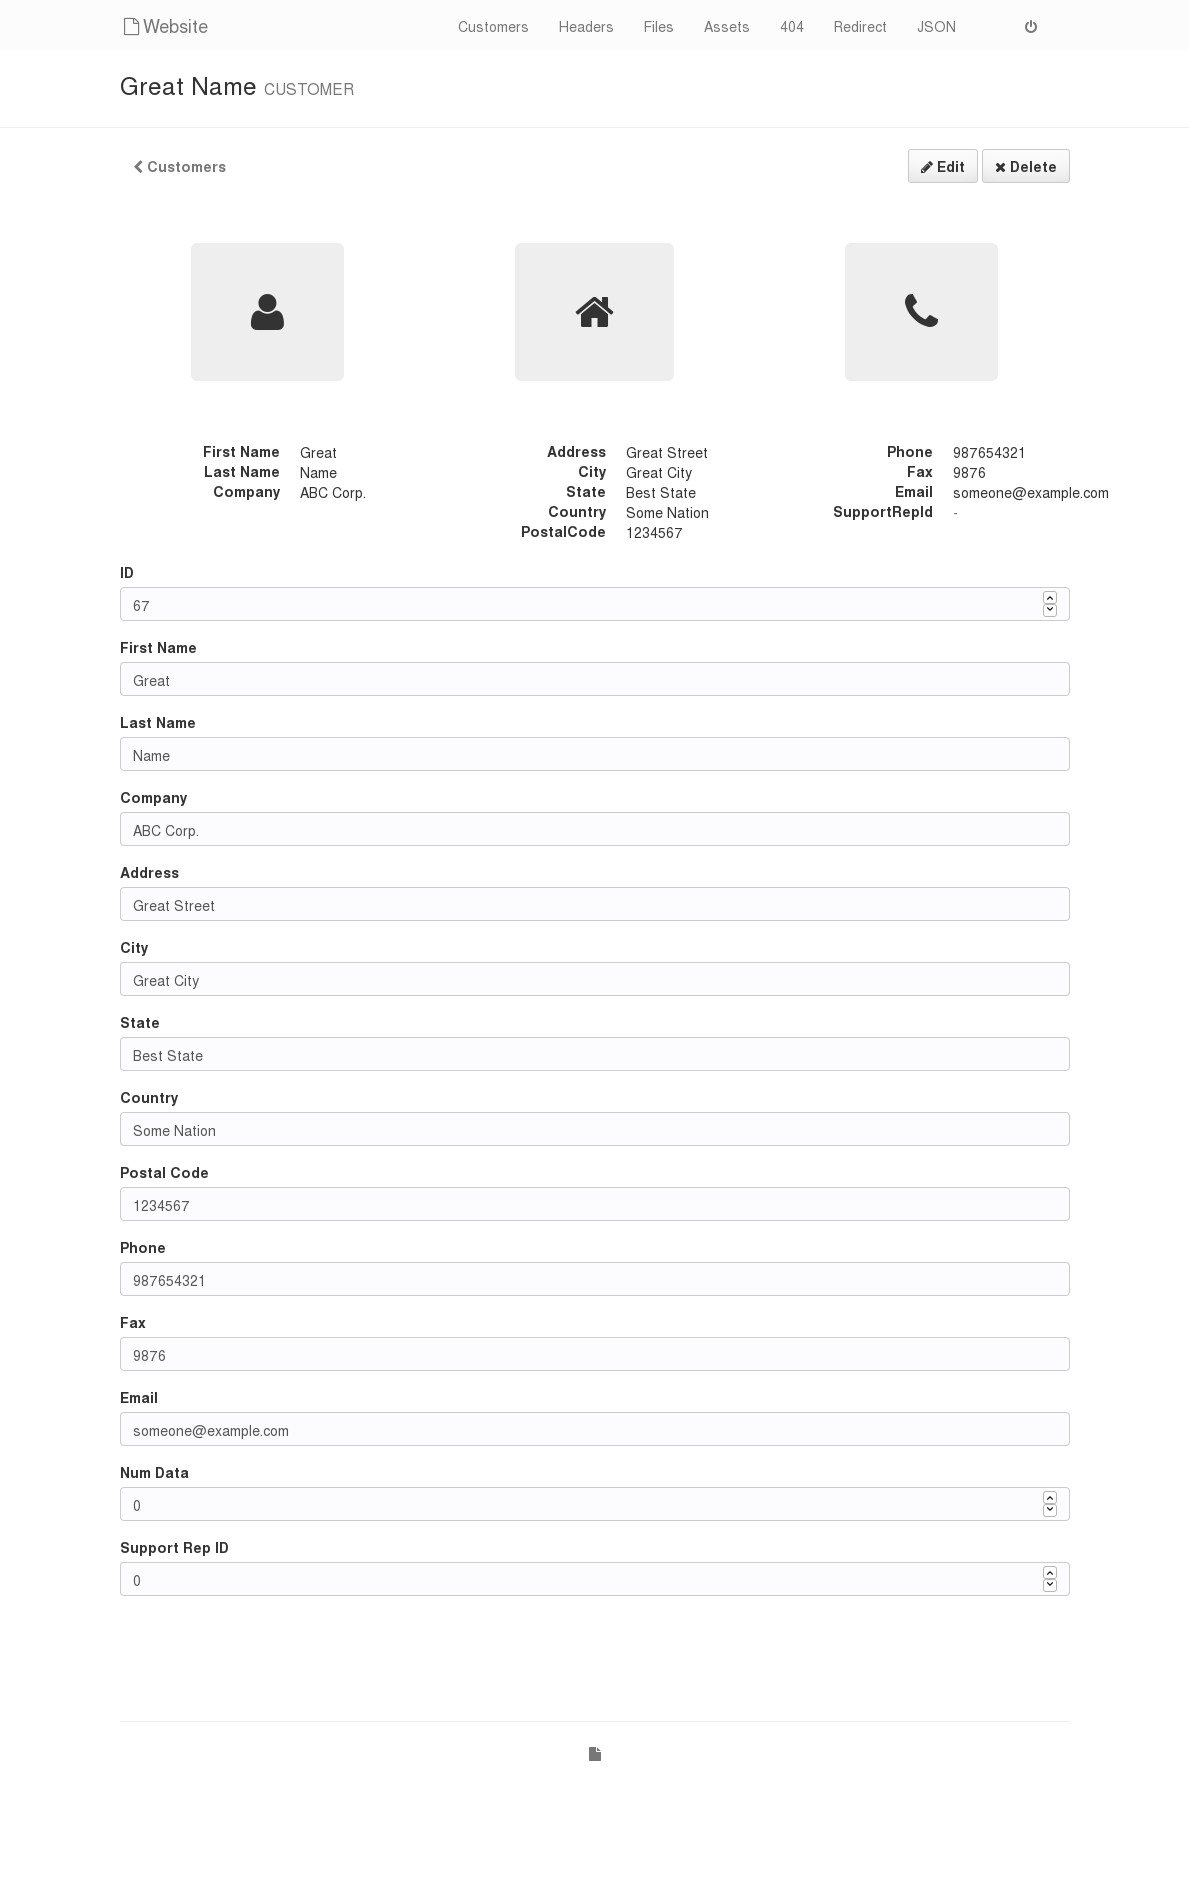 Website Customers Headers Files Assets 404 Redirect JSON
Great Name CUSTOMER
Customers Edit Delete
First Name Great
Last Name Name
Company ABC Corp.
Address Great Street
City Great City
State Best State
Country Some Nation
PostalCode 1234567
Phone 987654321
Fax 9876
Email someone@example.com
SupportRepId -
ID
67
First Name
Great
Last Name
Name
Company
ABC Corp.
Address
Great Street
City
Great City
State
Best State
Country
Some Nation
Postal Code
1234567
Phone
987654321
Fax
9876
Email
someone@example.com
Num Data
0
Support Rep ID
0